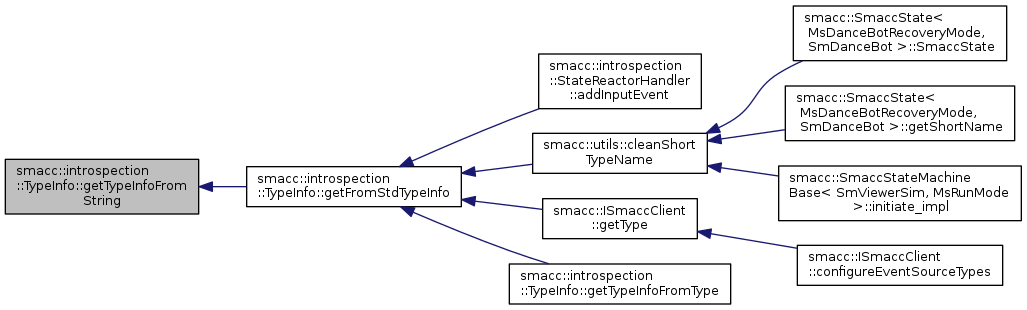 smacc::introspection
::TypeInfo::getTypeInfoFrom
String
smacc::introspection
::TypeInfo::getFromStdTypeInfo
smacc::introspection
::StateReactorHandler
::addInputEvent
smacc::utils::cleanShort
TypeName
smacc::ISmaccClient
::getType
smacc::introspection
::TypeInfo::getTypeInfoFromType
smacc::SmaccState<
MsDanceBotRecoveryMode,
SmDanceBot >::SmaccState
smacc::SmaccState<
MsDanceBotRecoveryMode,
SmDanceBot >::getShortName
smacc::SmaccStateMachine
Base< SmViewerSim, MsRunMode
>::initiate_impl
smacc::ISmaccClient
::configureEventSourceTypes